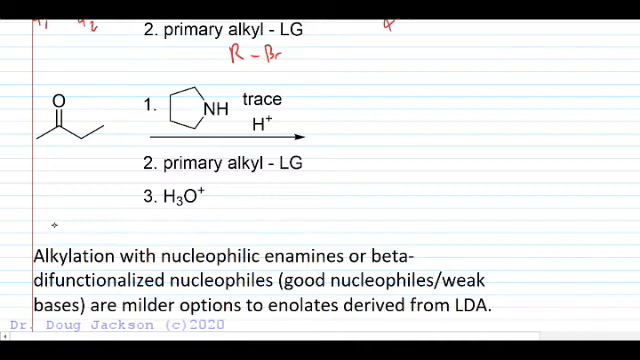 2. primary alkyl - LG
R - Br
O
1. NH trace
H+
2. primary alkyl - LG
3. H3O+
Alkylation with nucleophilic enamines or beta-
difunctionalized nucleophiles (good nucleophiles/weak
bases) are milder options to enolates derived from LDA.
Dr. Doug Jackson (c)2020